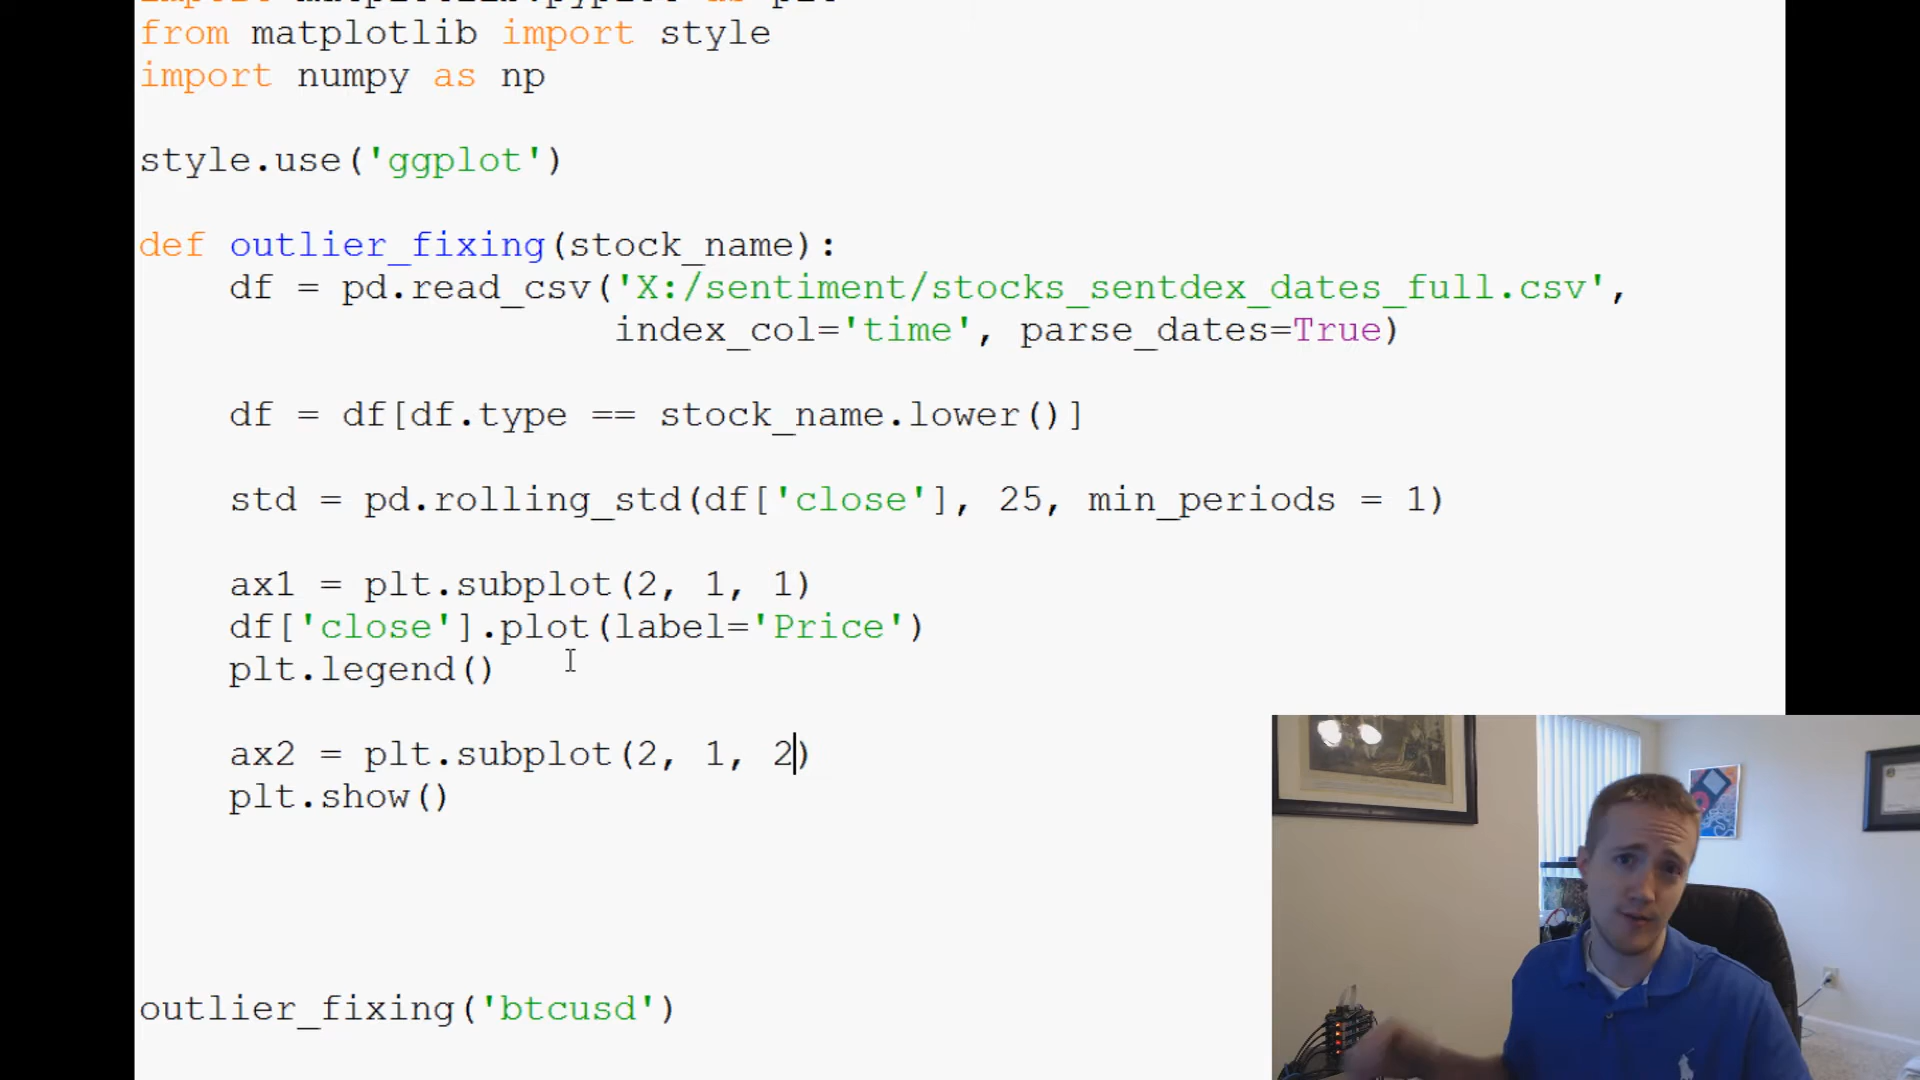 from matplotlib import style
import numpy as np
style.use('ggplot')
def outlier_fixing(stock_name):
df = pd.read_csv('X:/sentiment/stocks_sentdex_dates_full.csv',
index_col='time', parse_dates=True)
df = df[df.type == stock_name.lower()]
std = pd.rolling_std(df['close'], 25, min_periods = 1)
ax1 = plt.subplot(2, 1, 1)
df['close'].plot(label='Price')
plt.legend()
ax2 = plt.subplot(2, 1, 2)
plt.show()
outlier_fixing('btcusd')